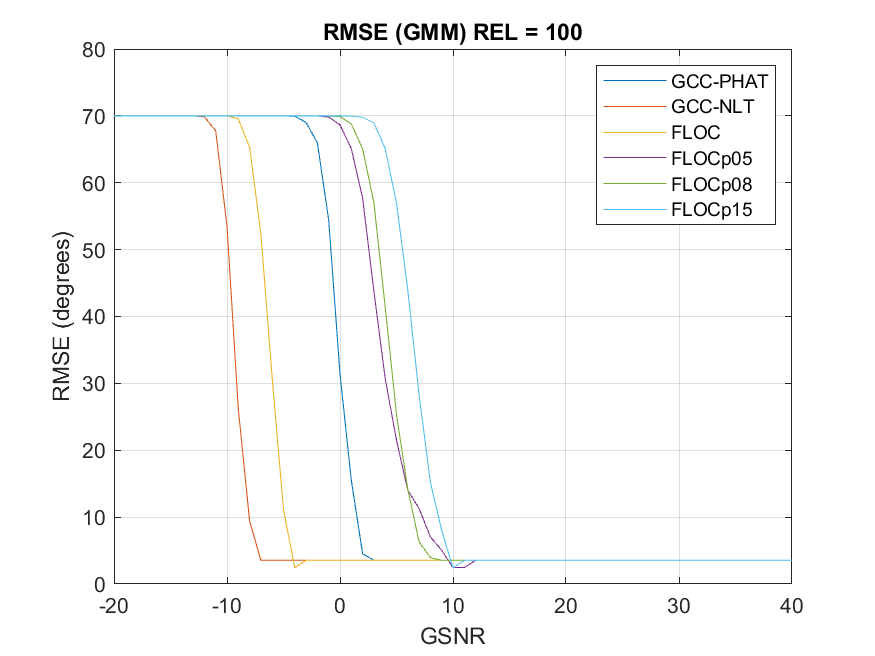 RMSE (GMM) REL = 100
80
70
60
50
40
30
20
10
0
RMSE (degrees)
GCC-PHAT
GCC-NLT
FLOC
FLOCp05
FLOCp08
FLOCp15
-20 -10 0 10 20 30 40
GSNR